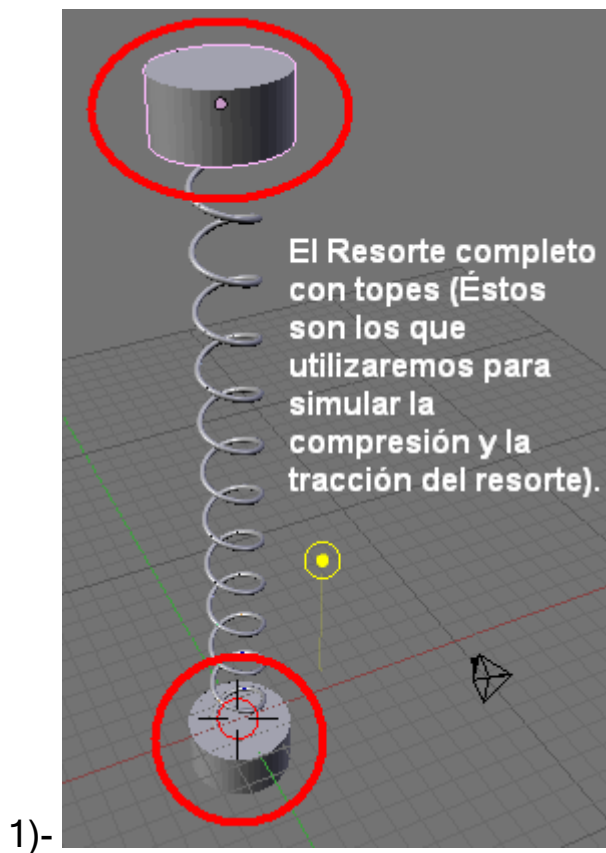 El Resorte completo
con topes (Éstos
son los que
utilizaremos para
simular la
compresión y la
tracción del resorte).
1)-